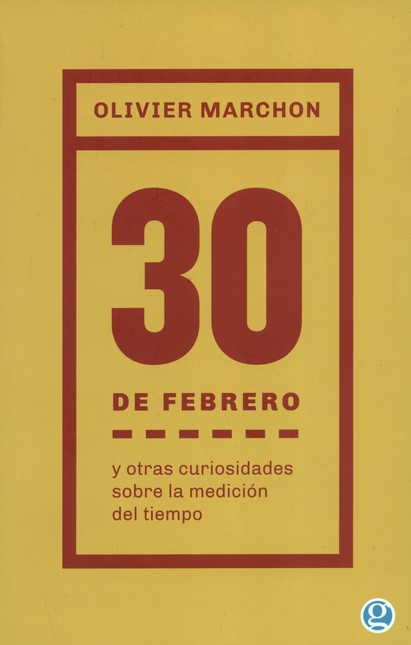 OLIVIER MARCHON
30
DE FEBRERO
y otras curiosidades
sobre la medición
del tiempo
g